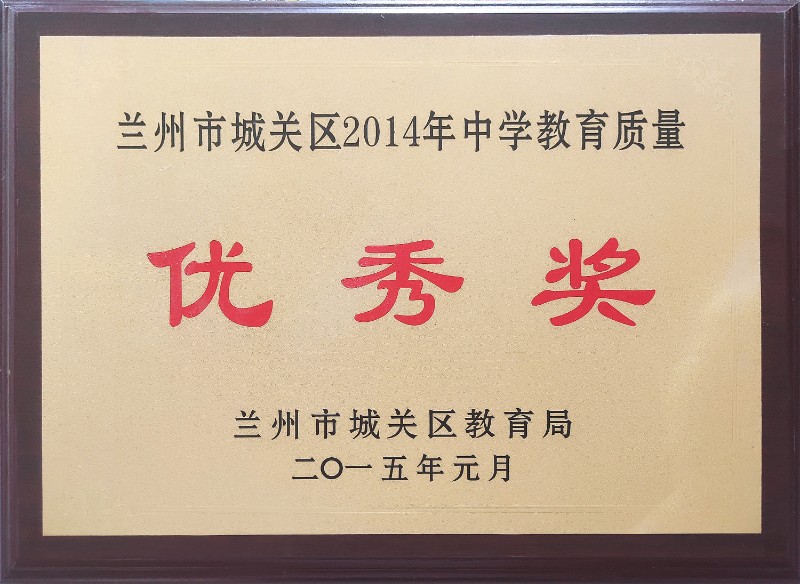 兰州市城关区2014年中学教育质量
优秀奖
兰州市城关区教育局
二〇一五年元月